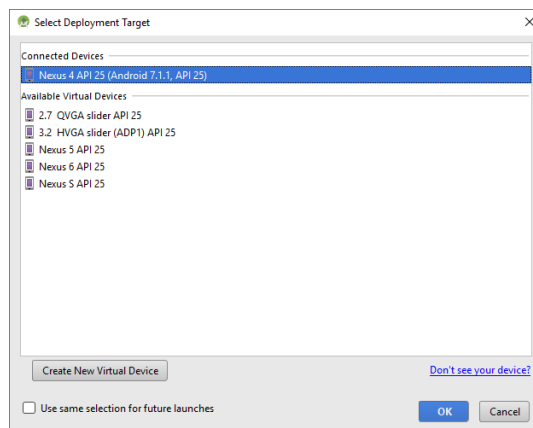 Select Deployment Target
Connected Devices
Nexus 4 API 25 (Android 7.1.1, API 25)
Available Virtual Devices
2.7 QVGA slider API 25
3.2 HVGA slider (ADP1) API 25
Nexus 5 API 25
Nexus 6 API 25
Nexus S API 25
Create New Virtual Device
Don't see your device?
Use same selection for future launches
OK
Cancel